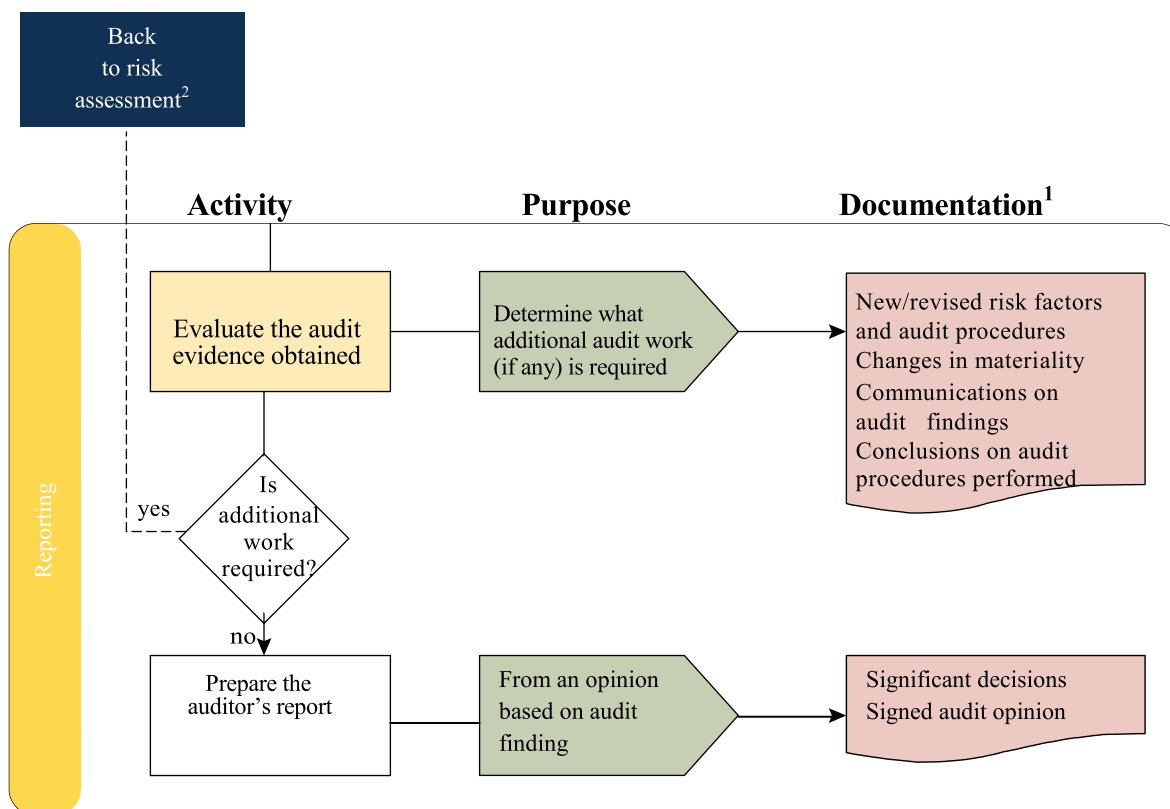 Back
to risk
assessment²
Activity
Purpose
Documentation¹
Reporting
Evaluate the audit
evidence obtained
Determine what
additional audit work
(if any) is required
New/revised risk factors
and audit procedures
Changes in materiality
Communications on
audit findings
Conclusions on audit
procedures performed
yes
Is
additional
work
required?
no
Prepare the
auditor's report
From an opinion
based on audit
finding
Significant decisions
Signed audit opinion